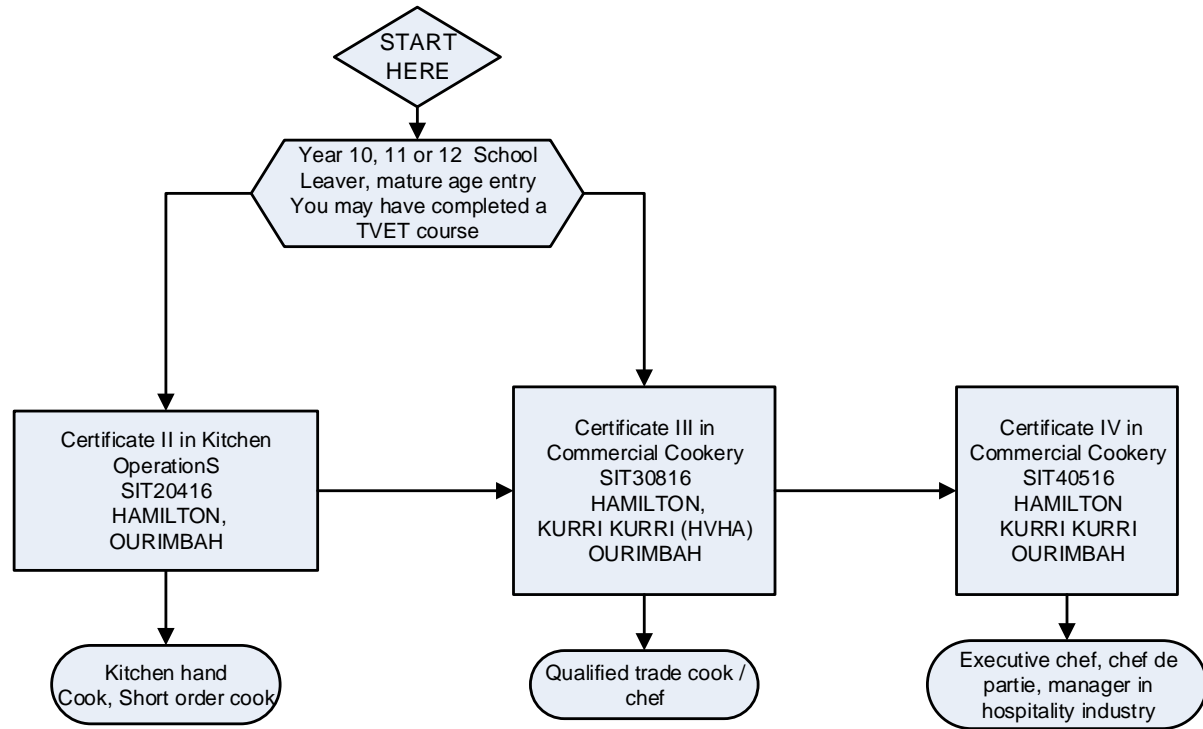 START
HERE
Year 10, 11 or 12 School
Leaver, mature age entry
You may have completed a
TVET course
Certificate II in Kitchen
OperationS
SIT20416
HAMILTON,
OURIMBAH
Certificate III in
Commercial Cookery
SIT30816
HAMILTON,
KURRI KURRI (HVHA)
OURIMBAH
Certificate IV in
Commercial Cookery
SIT40516
HAMILTON
KURRI KURRI
OURIMBAH
Kitchen hand
Cook, Short order cook
Qualified trade cook /
chef
Executive chef, chef de
partie, manager in
hospitality industry